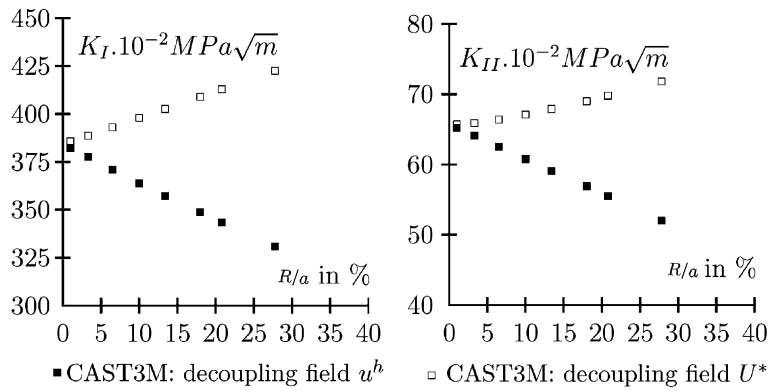 450
425
400
375
350
325
300
K_I.10^{-2}MPa√m
R/a in %
0 5 10 15 20 25 30 35 40
80
70
60
50
40
K_{II}.10^{-2}MPa√m
R/a in %
0 5 10 15 20 25 30 35 40
CAST3M: decoupling field u^h
CAST3M: decoupling field U*